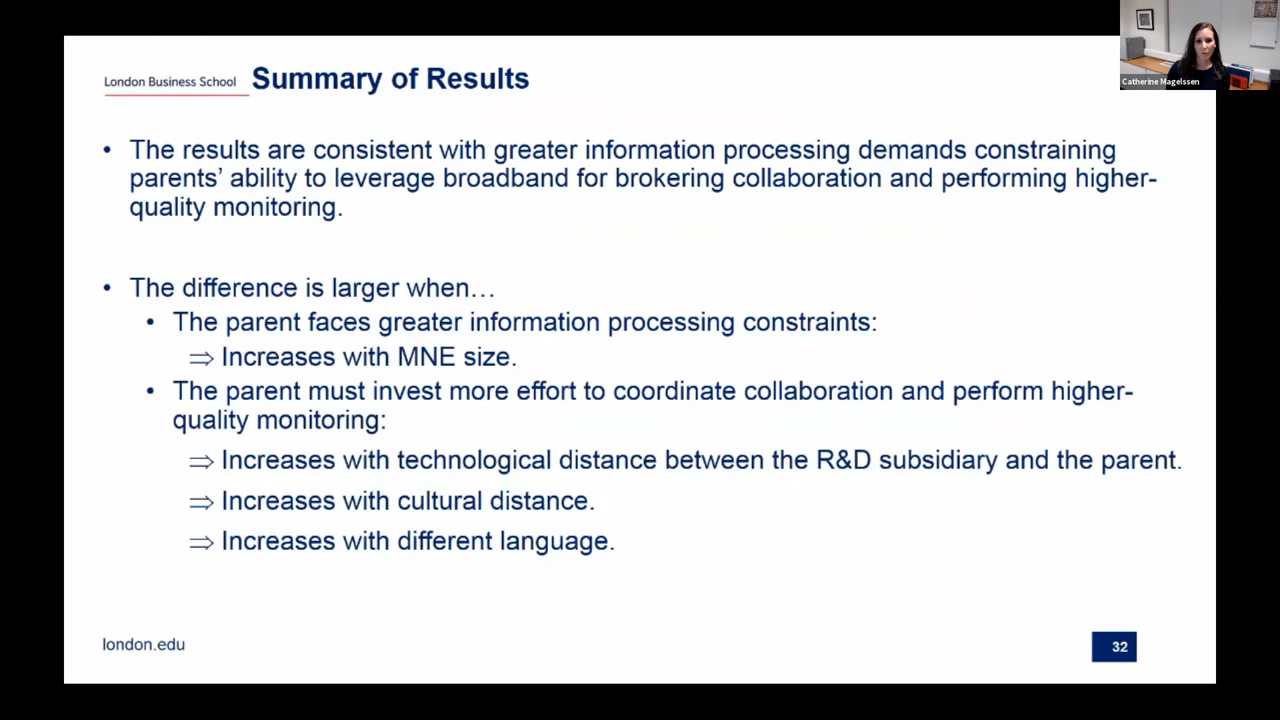 London Business School Summary of Results
Catherine Magelssen
• The results are consistent with greater information processing demands constraining
parents’ ability to leverage broadband for brokering collaboration and performing higher-
quality monitoring.
• The difference is larger when…
• The parent faces greater information processing constraints:
⇒ Increases with MNE size.
• The parent must invest more effort to coordinate collaboration and perform higher-
quality monitoring:
⇒ Increases with technological distance between the R&D subsidiary and the parent.
⇒ Increases with cultural distance.
⇒ Increases with different language.
london.edu
32